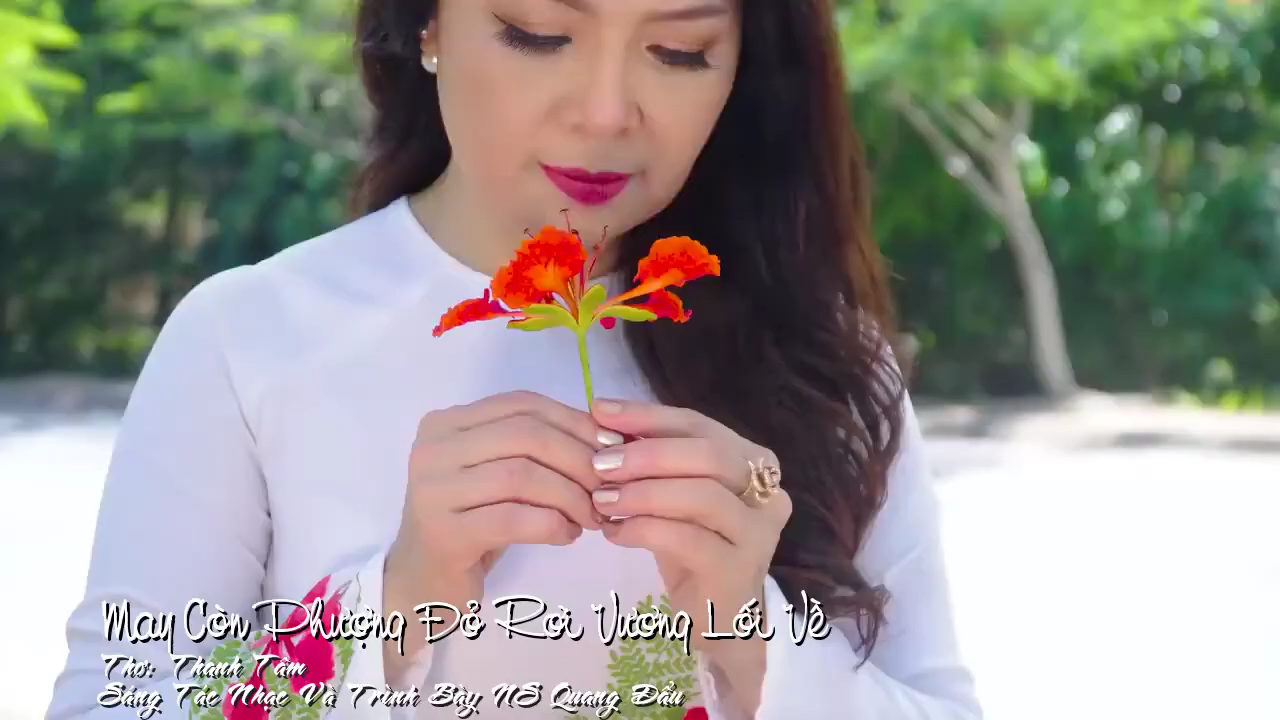 May Còn Phượng Đỏ Rơi Vương Lối Về
Thơ: Thanh Tâm
Sáng Tác Nhạc Và Trình Bày NS Quang Đẩu